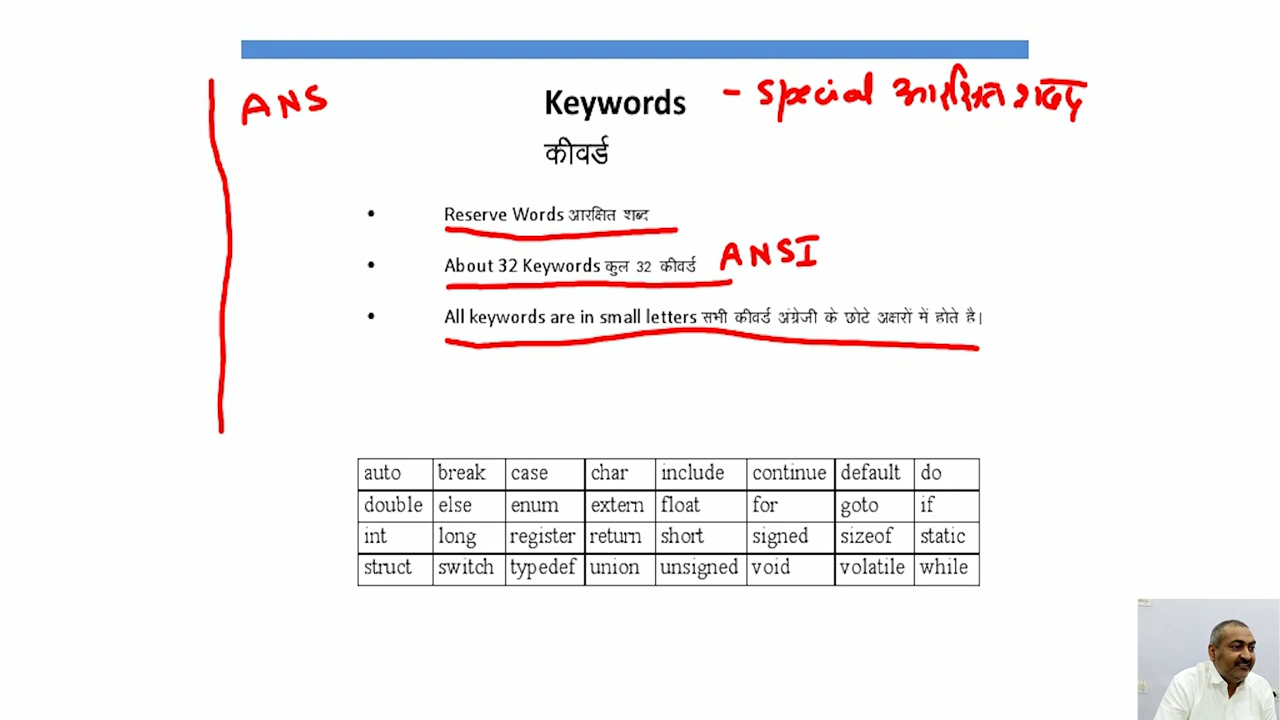 ANS
Keywords - special आरक्षित शब्द
कीवर्ड
• Reserve Words आरक्षित शब्द
• About 32 Keywords कुल 32 कीवर्ड ANSI
• All keywords are in small letters सभी कीवर्ड अंग्रेजी के छोटे अक्षरों में होते है।
auto break case char include continue default do
double else enum extern float for goto if
int long register return short signed sizeof static
struct switch typedef union unsigned void volatile while